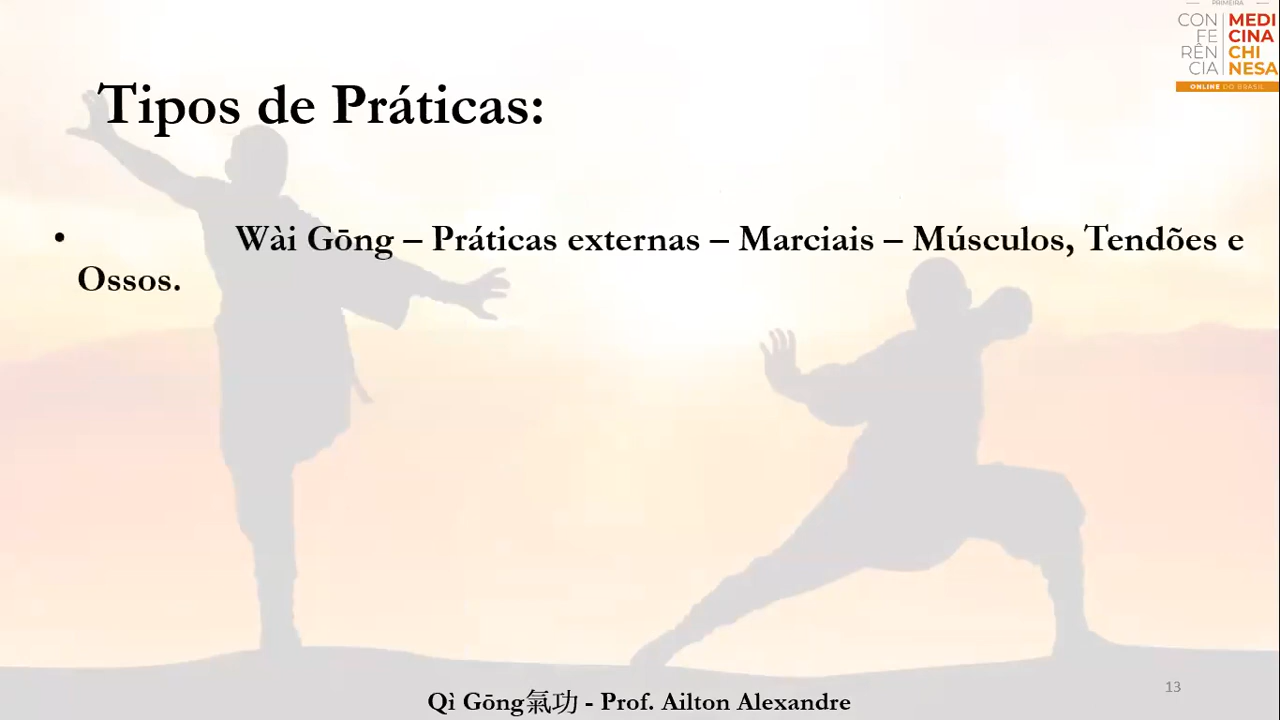 PRIMEIRA
CON
FE
RÊN
CIA
MEDI
CINA
CHI
NESA
ONLINE DO BRASIL
Tipos de Práticas:
• Wài Gōng – Práticas externas – Marciais – Músculos, Tendões e
Ossos.
13
Qì Gōng氣功 - Prof. Ailton Alexandre